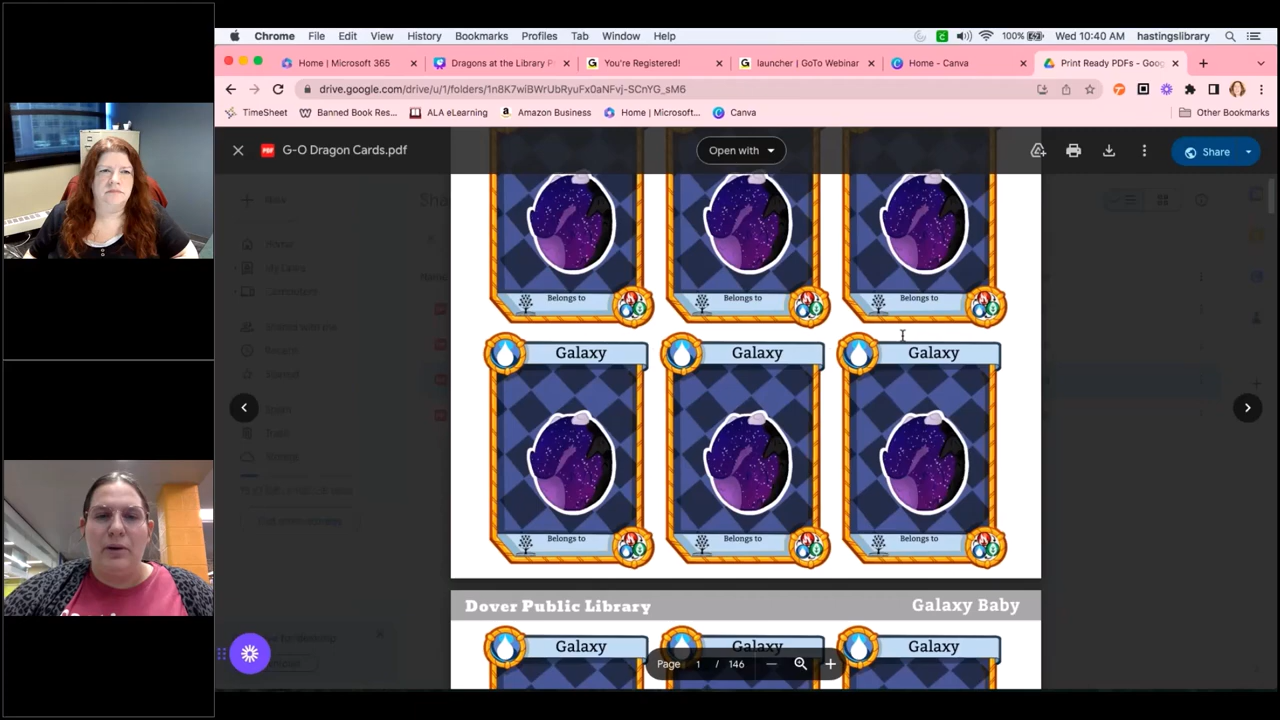 Chrome File Edit View History Bookmarks Profiles Tab Window Help 100% Wed 10:40 AM hastingslibrary
Home | Microsoft 365 Dragons at the Library P You're Registered! launcher | GoTo Webinar Home - Canva Print Ready PDFs - Goog
drive.google.com/drive/u/1/folders/1n8K7wiBWrUbRyuFx0aNFvj-SCnYG_sM6
TimeSheet Banned Book Res... ALA eLearning Amazon Business Home | Microsoft... Canva Other Bookmarks
G-O Dragon Cards.pdf Open with Share
Belongs to Belongs to Belongs to
Galaxy Galaxy Galaxy
Belongs to Belongs to Belongs to
Dover Public Library Galaxy Baby
Galaxy Galaxy Galaxy
Page 1 / 146